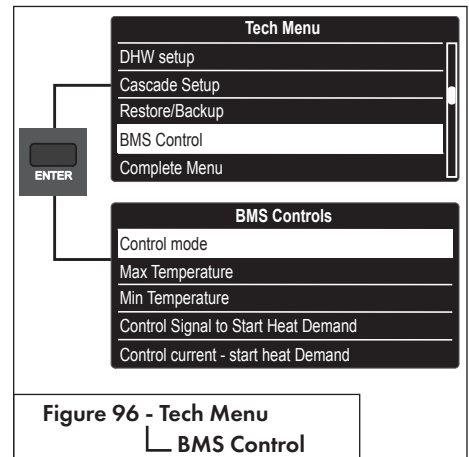 Tech Menu
DHW setup
Cascade Setup
Restore/Backup
BMS Control
Complete Menu
ENTER
BMS Controls
Control mode
Max Temperature
Min Temperature
Control Signal to Start Heat Demand
Control current - start heat Demand
Figure 96 - Tech Menu
BMS Control